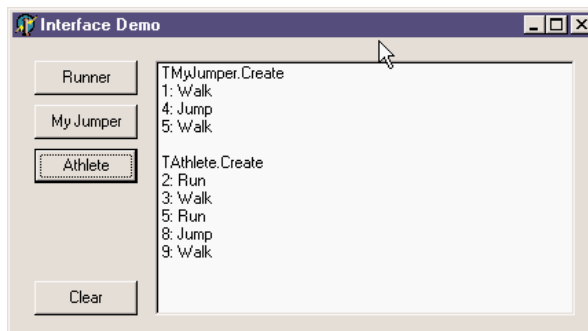 Interface Demo
Runner
My Jumper
Athlete
Clear
TMyJumper.Create
1: Walk
4: Jump
5: Walk
TAthlete.Create
2: Run
3: Walk
5: Run
8: Jump
9: Walk